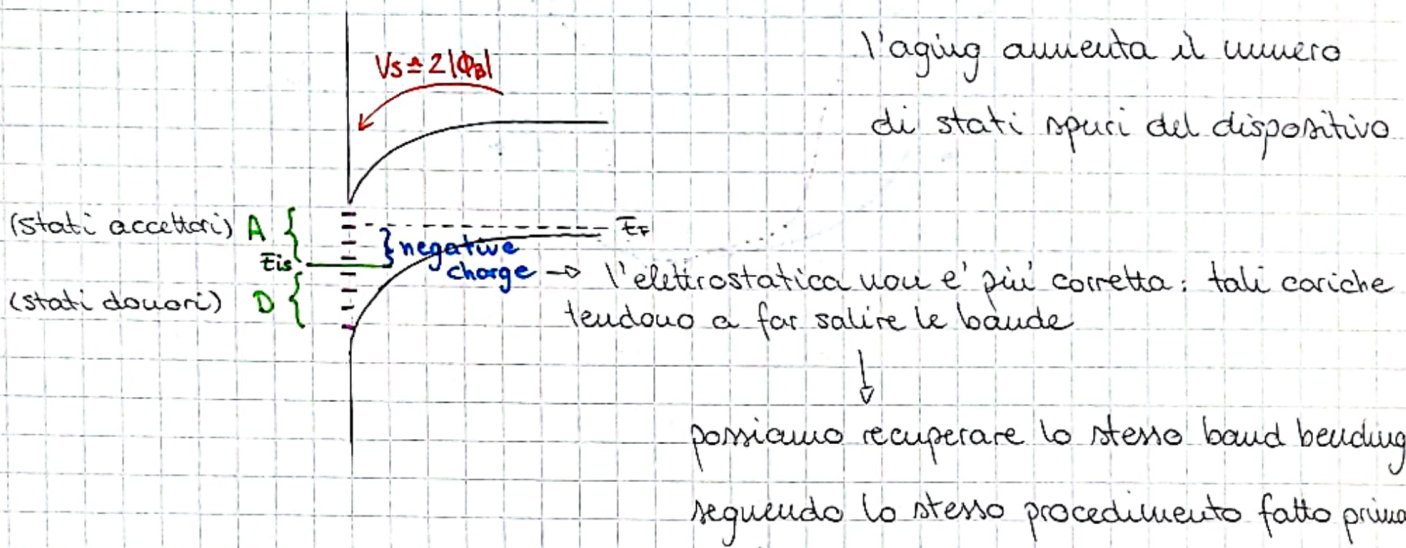 l'aging aumenta il numero
Vs ≙ 2|ΦB|
di stati spuri del dispositivo
(stati accettori) A
EF
negative
Eis
charge → l'elettrostatica non e' piu' corretta: tali cariche
(stati donori) D
tendono a far salire le bande
↓
possiamo recuperare lo stesso band bending
seguendo lo stesso procedimento fatto prima